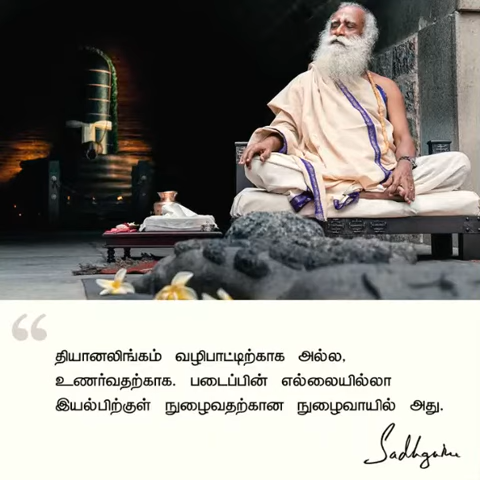 “
தியானலிங்கம் வழிபாட்டிற்காக அல்ல,
உணர்வதற்காக. படைப்பின் எல்லையில்லா
இயல்பிற்குள் நுழைவதற்கான நுழைவாயில் அது.
Sadhguru